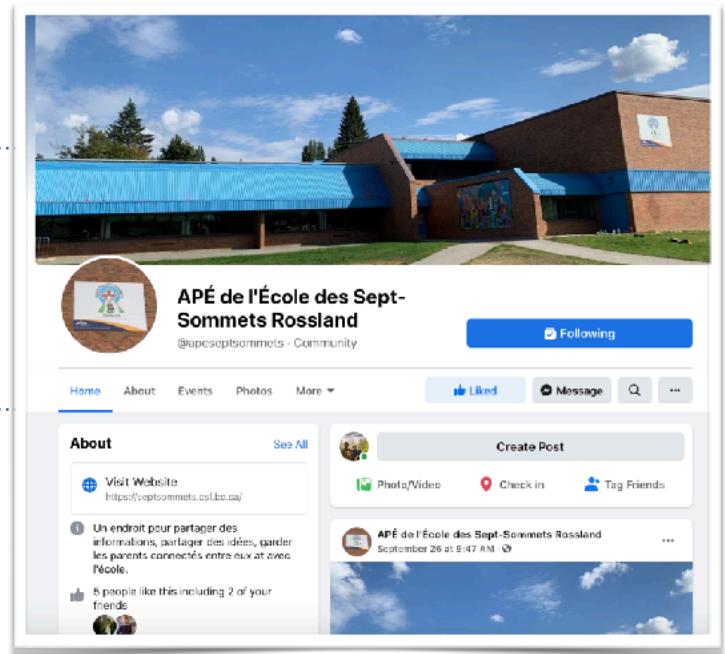 APÉ de l'École des Sept-
Sommets Rossland
@apeseptsommets - Community
Following
Home About Events Photos More
Liked
Message
About
See All
Visit Website
https://septsommets.csf.bc.ca/
Un endroit pour partager des
informations, partager des idées, garder
les parents connectés entre eux at avec
l'école.
5 people like this including 2 of your
friends
Create Post
Photo/Video
Check in
Tag Friends
APÉ de l'École des Sept-Sommets Rossland
September 26 at 9:47 AM